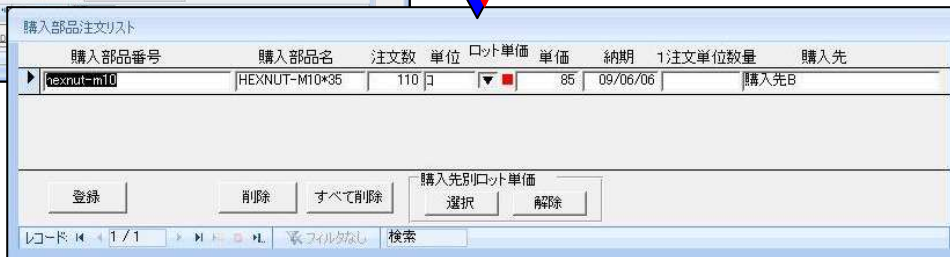 購入部品注文リスト
購入部品番号 購入部品名 注文数 単位 ロット単価 単価 納期 1注文単位数量 購入先
hexnut-m10 HEXNUT-M10*35 110 コ 85 09/06/06 購入先B
購入先別ロット単価
登録 削除 すべて削除 選択 解除
レコード: 1 / 1 フィルタなし 検索